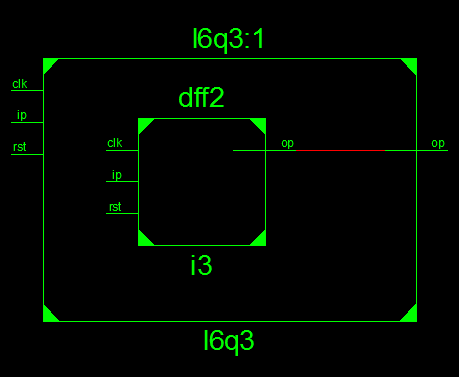 l6q3:1
clk
ip
rst
dff2
clk
ip
rst
op
op
i3
l6q3